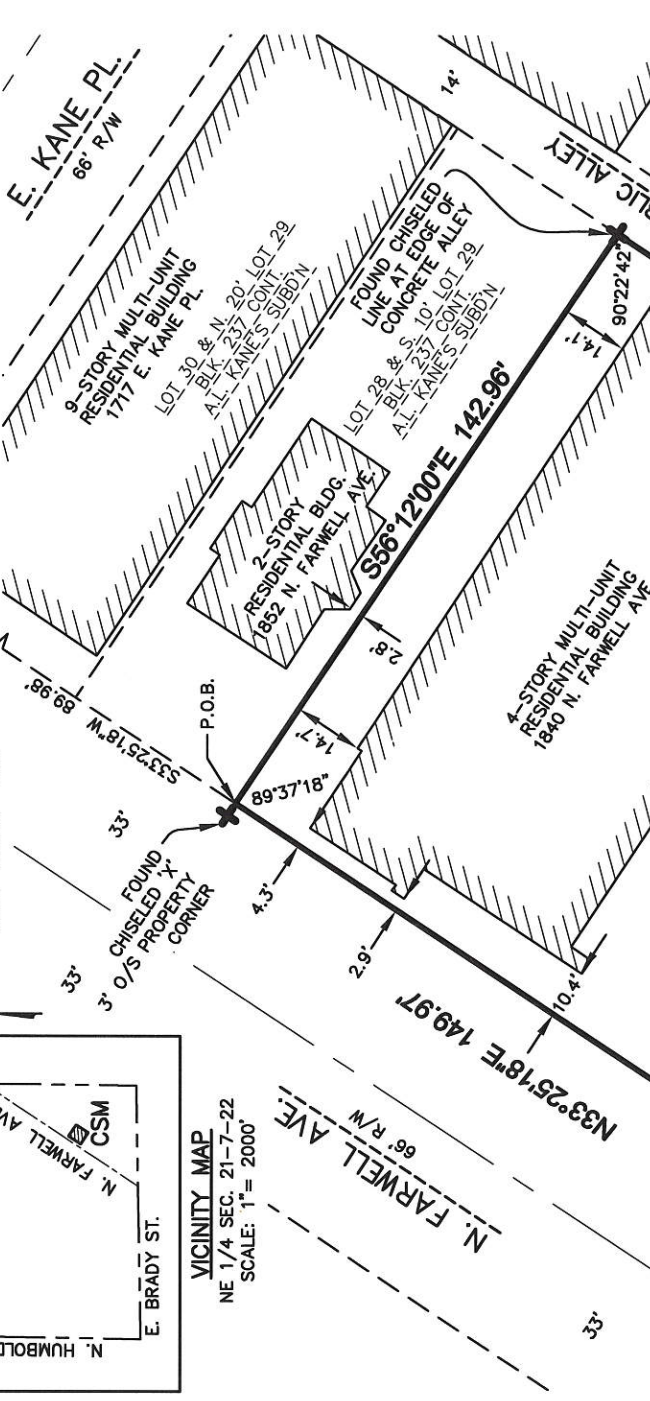 E. KANE PL.
66' R/W
14'
PUBLIC ALLEY
9-STORY MULTI-UNIT
RESIDENTIAL BUILDING
1717 E. KANE PL.
LOT 30 & N. 20' LOT 29
BLK. 237 CONT.
A.L. KANE'S SUBD'N
FOUND CHISELED
LINE AT EDGE OF
CONCRETE ALLEY
LOT 28 & S. 10' LOT 29
BLK. 237 CONT.
A.L. KANE'S SUBD'N
90°22'42"
14.1'
2-STORY
RESIDENTIAL BLDG.
1852 N. FARWELL AVE.
S56°12'00"E 142.96'
2.8'
4-STORY MULTI-UNIT
RESIDENTIAL BUILDING
1840 N. FARWELL AVE
S33°25'18"W 89.98'
P.O.B.
14.7'
89°37'18"
33'
FOUND
CHISELED 'X'
3' O/S PROPERTY
CORNER
4.3'
33'
2.9'
10.4'
N33°25'18"E 149.97'
N. FARWELL AVE.
66' R/W
33'
N. FARWELL AV
CSM
E. BRADY ST.
N. HUMBOLD
VICINITY MAP
NE 1/4 SEC. 21-7-22
SCALE: 1"= 2000'